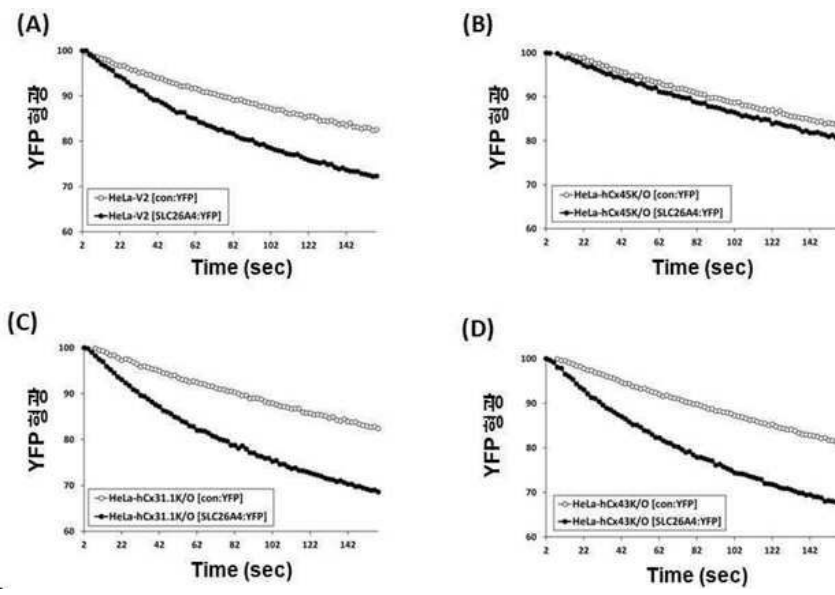 (A)
YFP 형광
100
90
80
70
60
HeLa-V2 [con:YFP]
HeLa-V2 [SLC26A4:YFP]
2 22 42 62 82 102 122 142
Time (sec)
(B)
YFP 형광
100
90
80
70
60
HeLa-hCx45K/O [con:YFP]
HeLa-hCx45K/O [SLC26A4:YFP]
2 22 42 62 82 102 122 142
Time (sec)
(C)
YFP 형광
100
90
80
70
60
HeLa-hCx31.1K/O [con:YFP]
HeLa-hCx31.1K/O [SLC26A4:YFP]
2 22 42 62 82 102 122 142
Time (sec)
(D)
YFP 형광
100
90
80
70
60
HeLa-hCx43K/O [con:YFP]
HeLa-hCx43K/O [SLC26A4:YFP]
2 22 42 62 82 102 122 142
Time (sec)